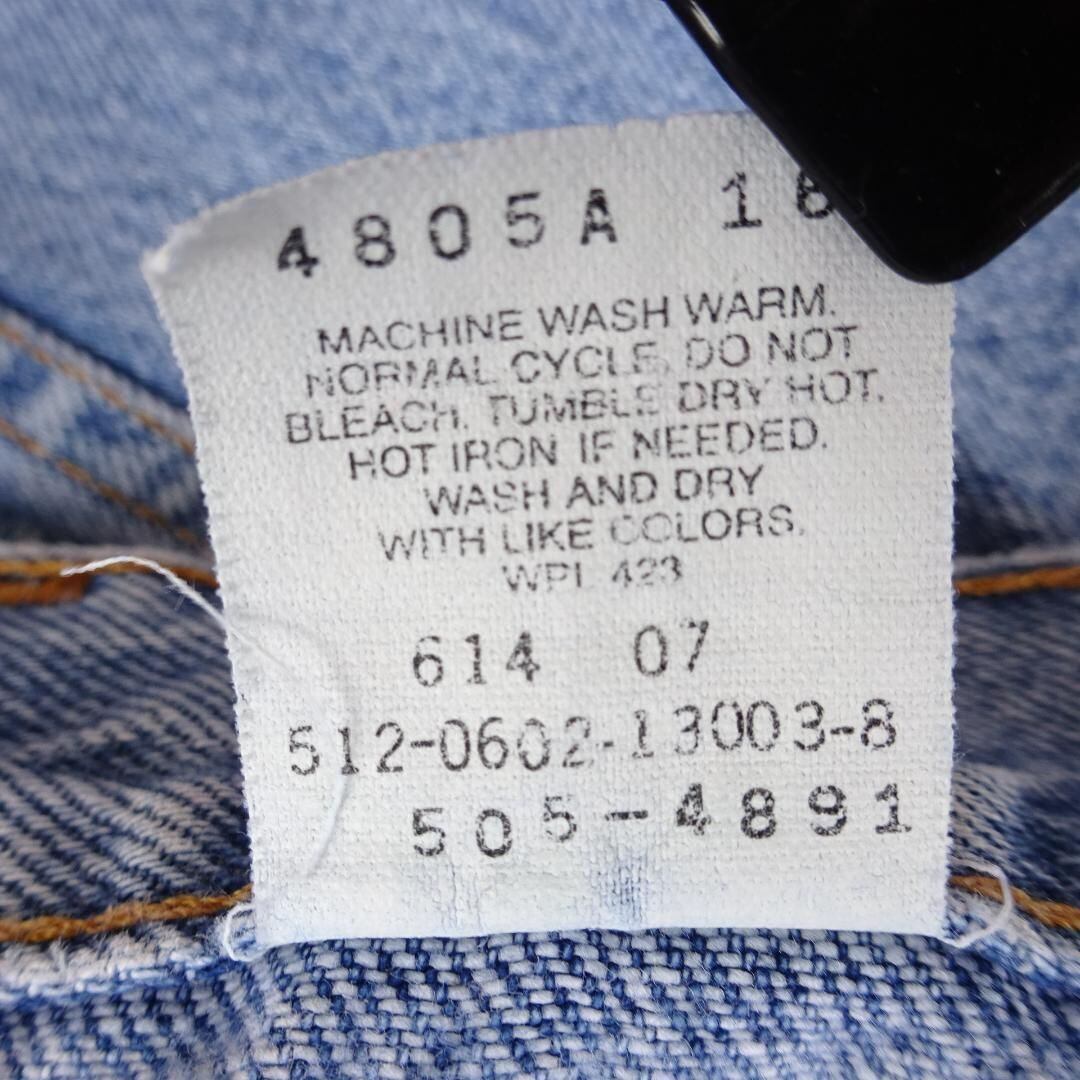 4805A 16
MACHINE WASH WARM.
NORMAL CYCLE. DO NOT
BLEACH. TUMBLE DRY HOT.
HOT IRON IF NEEDED.
WASH AND DRY
WITH LIKE COLORS.
WPL 423
614 07
512-0602-13003-8
505-4891